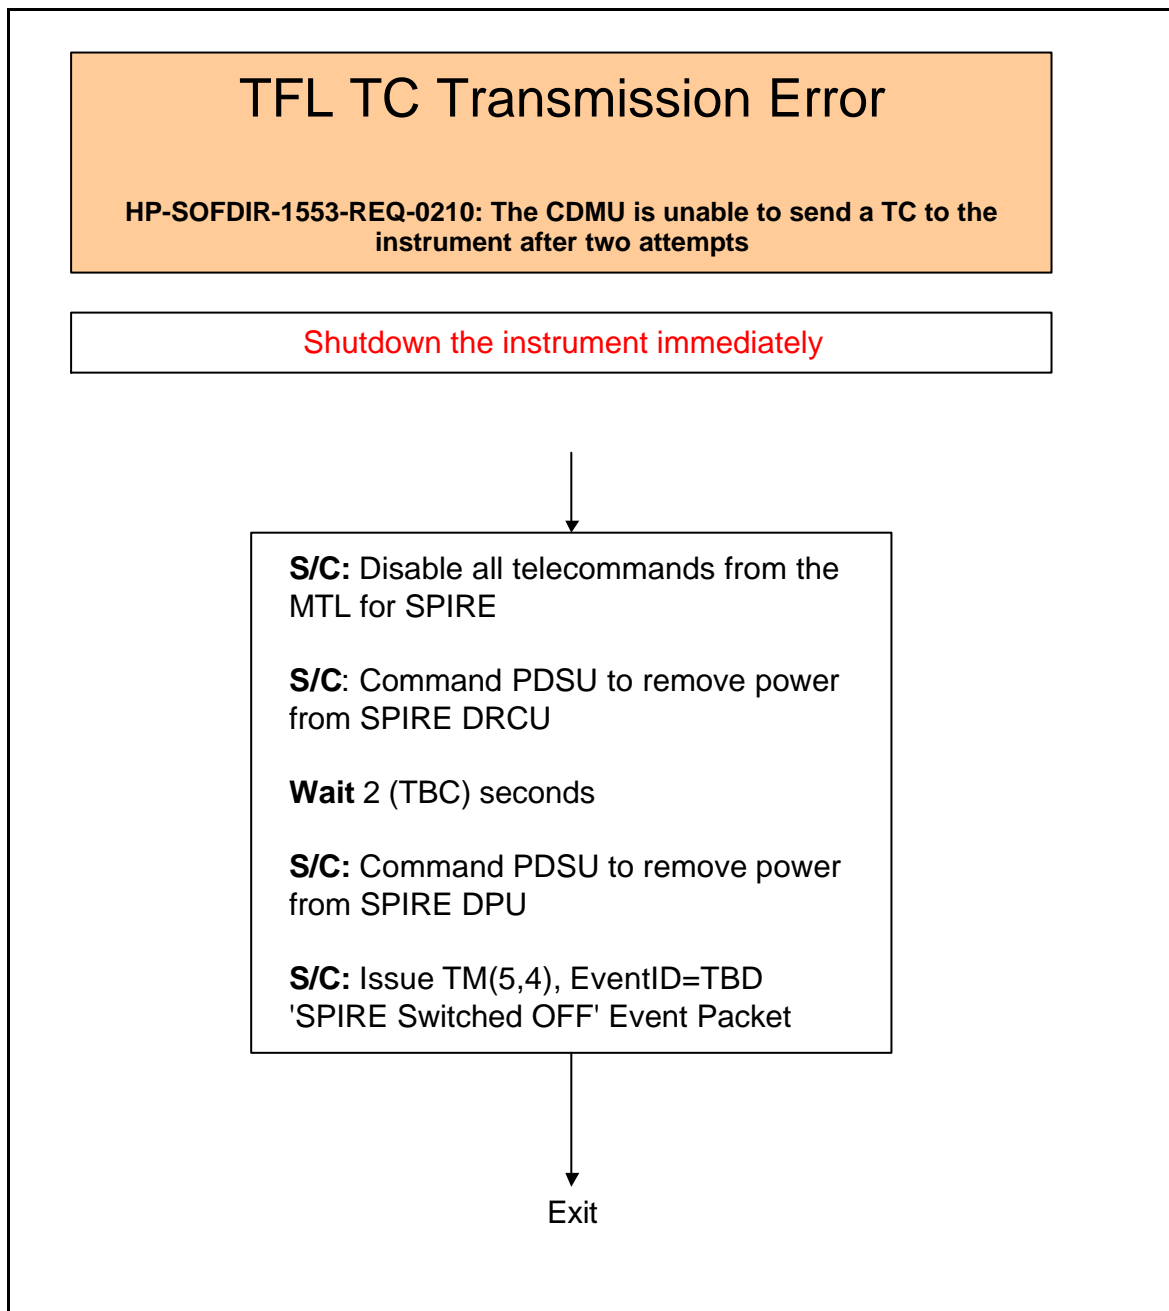 TFL TC Transmission Error
HP-SOFDIR-1553-REQ-0210: The CDMU is unable to send a TC to the
instrument after two attempts
Shutdown the instrument immediately
S/C: Disable all telecommands from the
MTL for SPIRE
S/C: Command PDSU to remove power
from SPIRE DRCU
Wait 2 (TBC) seconds
S/C: Command PDSU to remove power
from SPIRE DPU
S/C: Issue TM(5,4), EventID=TBD
'SPIRE Switched OFF' Event Packet
Exit